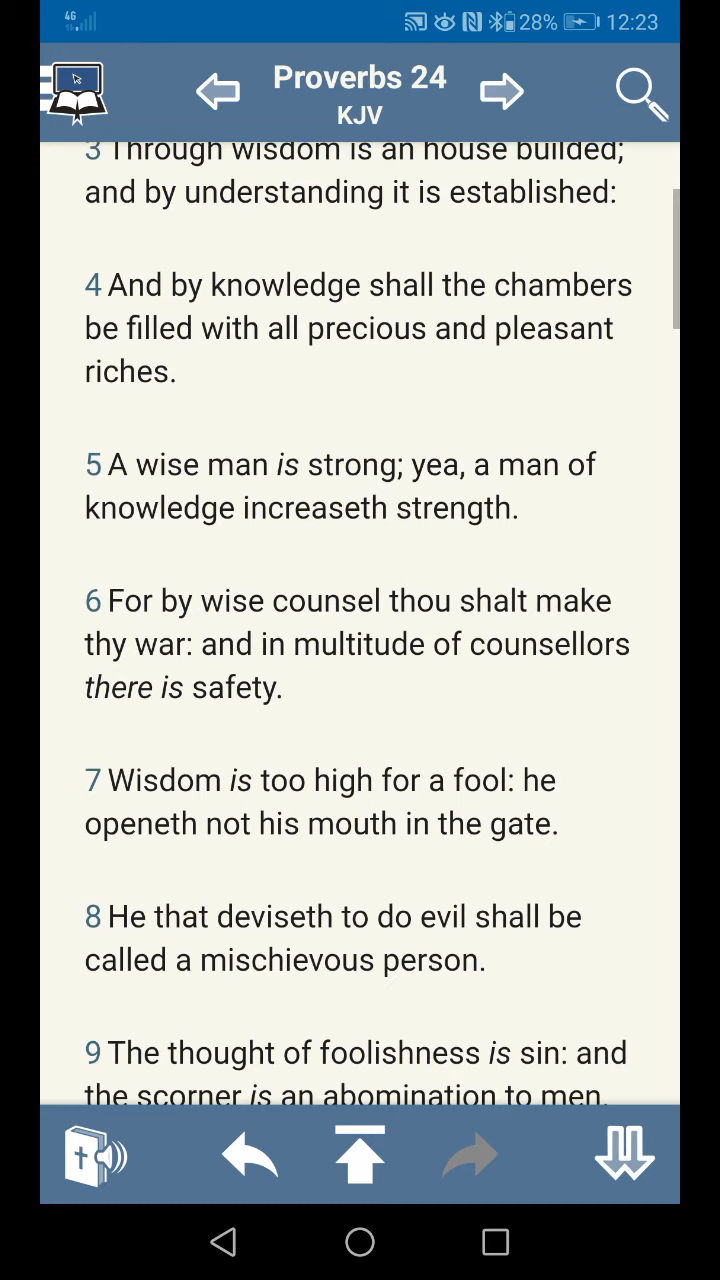 4G
28%
12:23
Proverbs 24
KJV
3 Through wisdom is an house builded;
and by understanding it is established:
4 And by knowledge shall the chambers
be filled with all precious and pleasant
riches.
5 A wise man is strong; yea, a man of
knowledge increaseth strength.
6 For by wise counsel thou shalt make
thy war: and in multitude of counsellors
there is safety.
7 Wisdom is too high for a fool: he
openeth not his mouth in the gate.
8 He that deviseth to do evil shall be
called a mischievous person.
9 The thought of foolishness is sin: and
the scorner is an abomination to men.